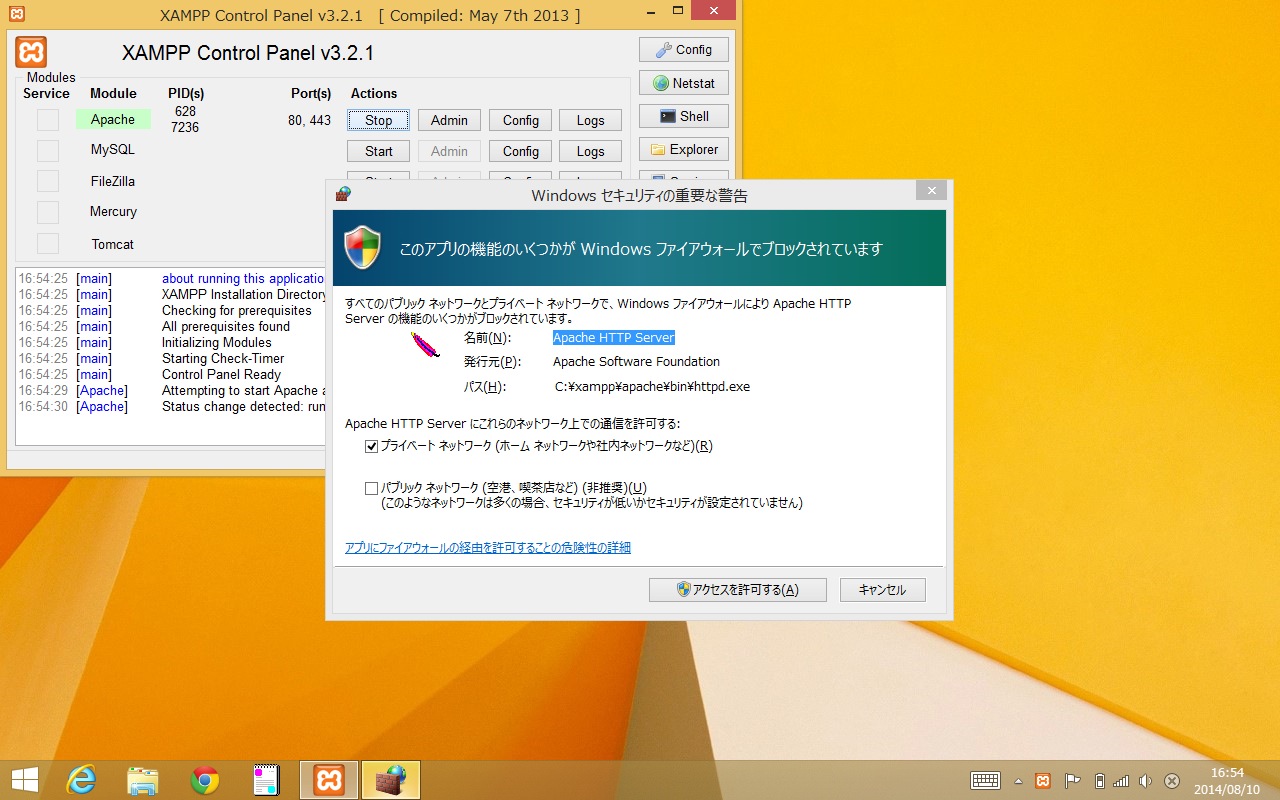 XAMPP Control Panel v3.2.1 [ Compiled: May 7th 2013 ]
XAMPP Control Panel v3.2.1
Config
Modules
Service Module PID(s) Port(s) Actions
Netstat
Apache 628 7236 80, 443 Stop Admin Config Logs
Shell
MySQL Start Admin Config Logs
Explorer
FileZilla
Mercury
Tomcat
16:54:25 [main] about running this applicatio
16:54:25 [main] XAMPP Installation Directory
16:54:25 [main] Checking for prerequisites
16:54:25 [main] All prerequisites found
16:54:25 [main] Initializing Modules
16:54:25 [main] Starting Check-Timer
16:54:25 [main] Control Panel Ready
16:54:29 [Apache] Attempting to start Apache a
16:54:30 [Apache] Status change detected: run
Windows セキュリティの重要な警告
このアプリの機能のいくつかが Windows ファイアウォールでブロックされています
すべてのパブリック ネットワークとプライベート ネットワークで、Windows ファイアウォールにより Apache HTTP
Server の機能のいくつかがブロックされています。
名前(N): Apache HTTP Server
発行元(P): Apache Software Foundation
パス(H): C:¥xampp¥apache¥bin¥httpd.exe
Apache HTTP Server にこれらのネットワーク上での通信を許可する:
プライベート ネットワーク (ホーム ネットワークや社内ネットワークなど)(R)
パブリック ネットワーク (空港、喫茶店など) (非推奨)(U)
(このようなネットワークは多くの場合、セキュリティが低いかセキュリティが設定されていません)
アプリにファイアウォールの経由を許可することの危険性の詳細
アクセスを許可する(A) キャンセル
16:54
2014/08/10